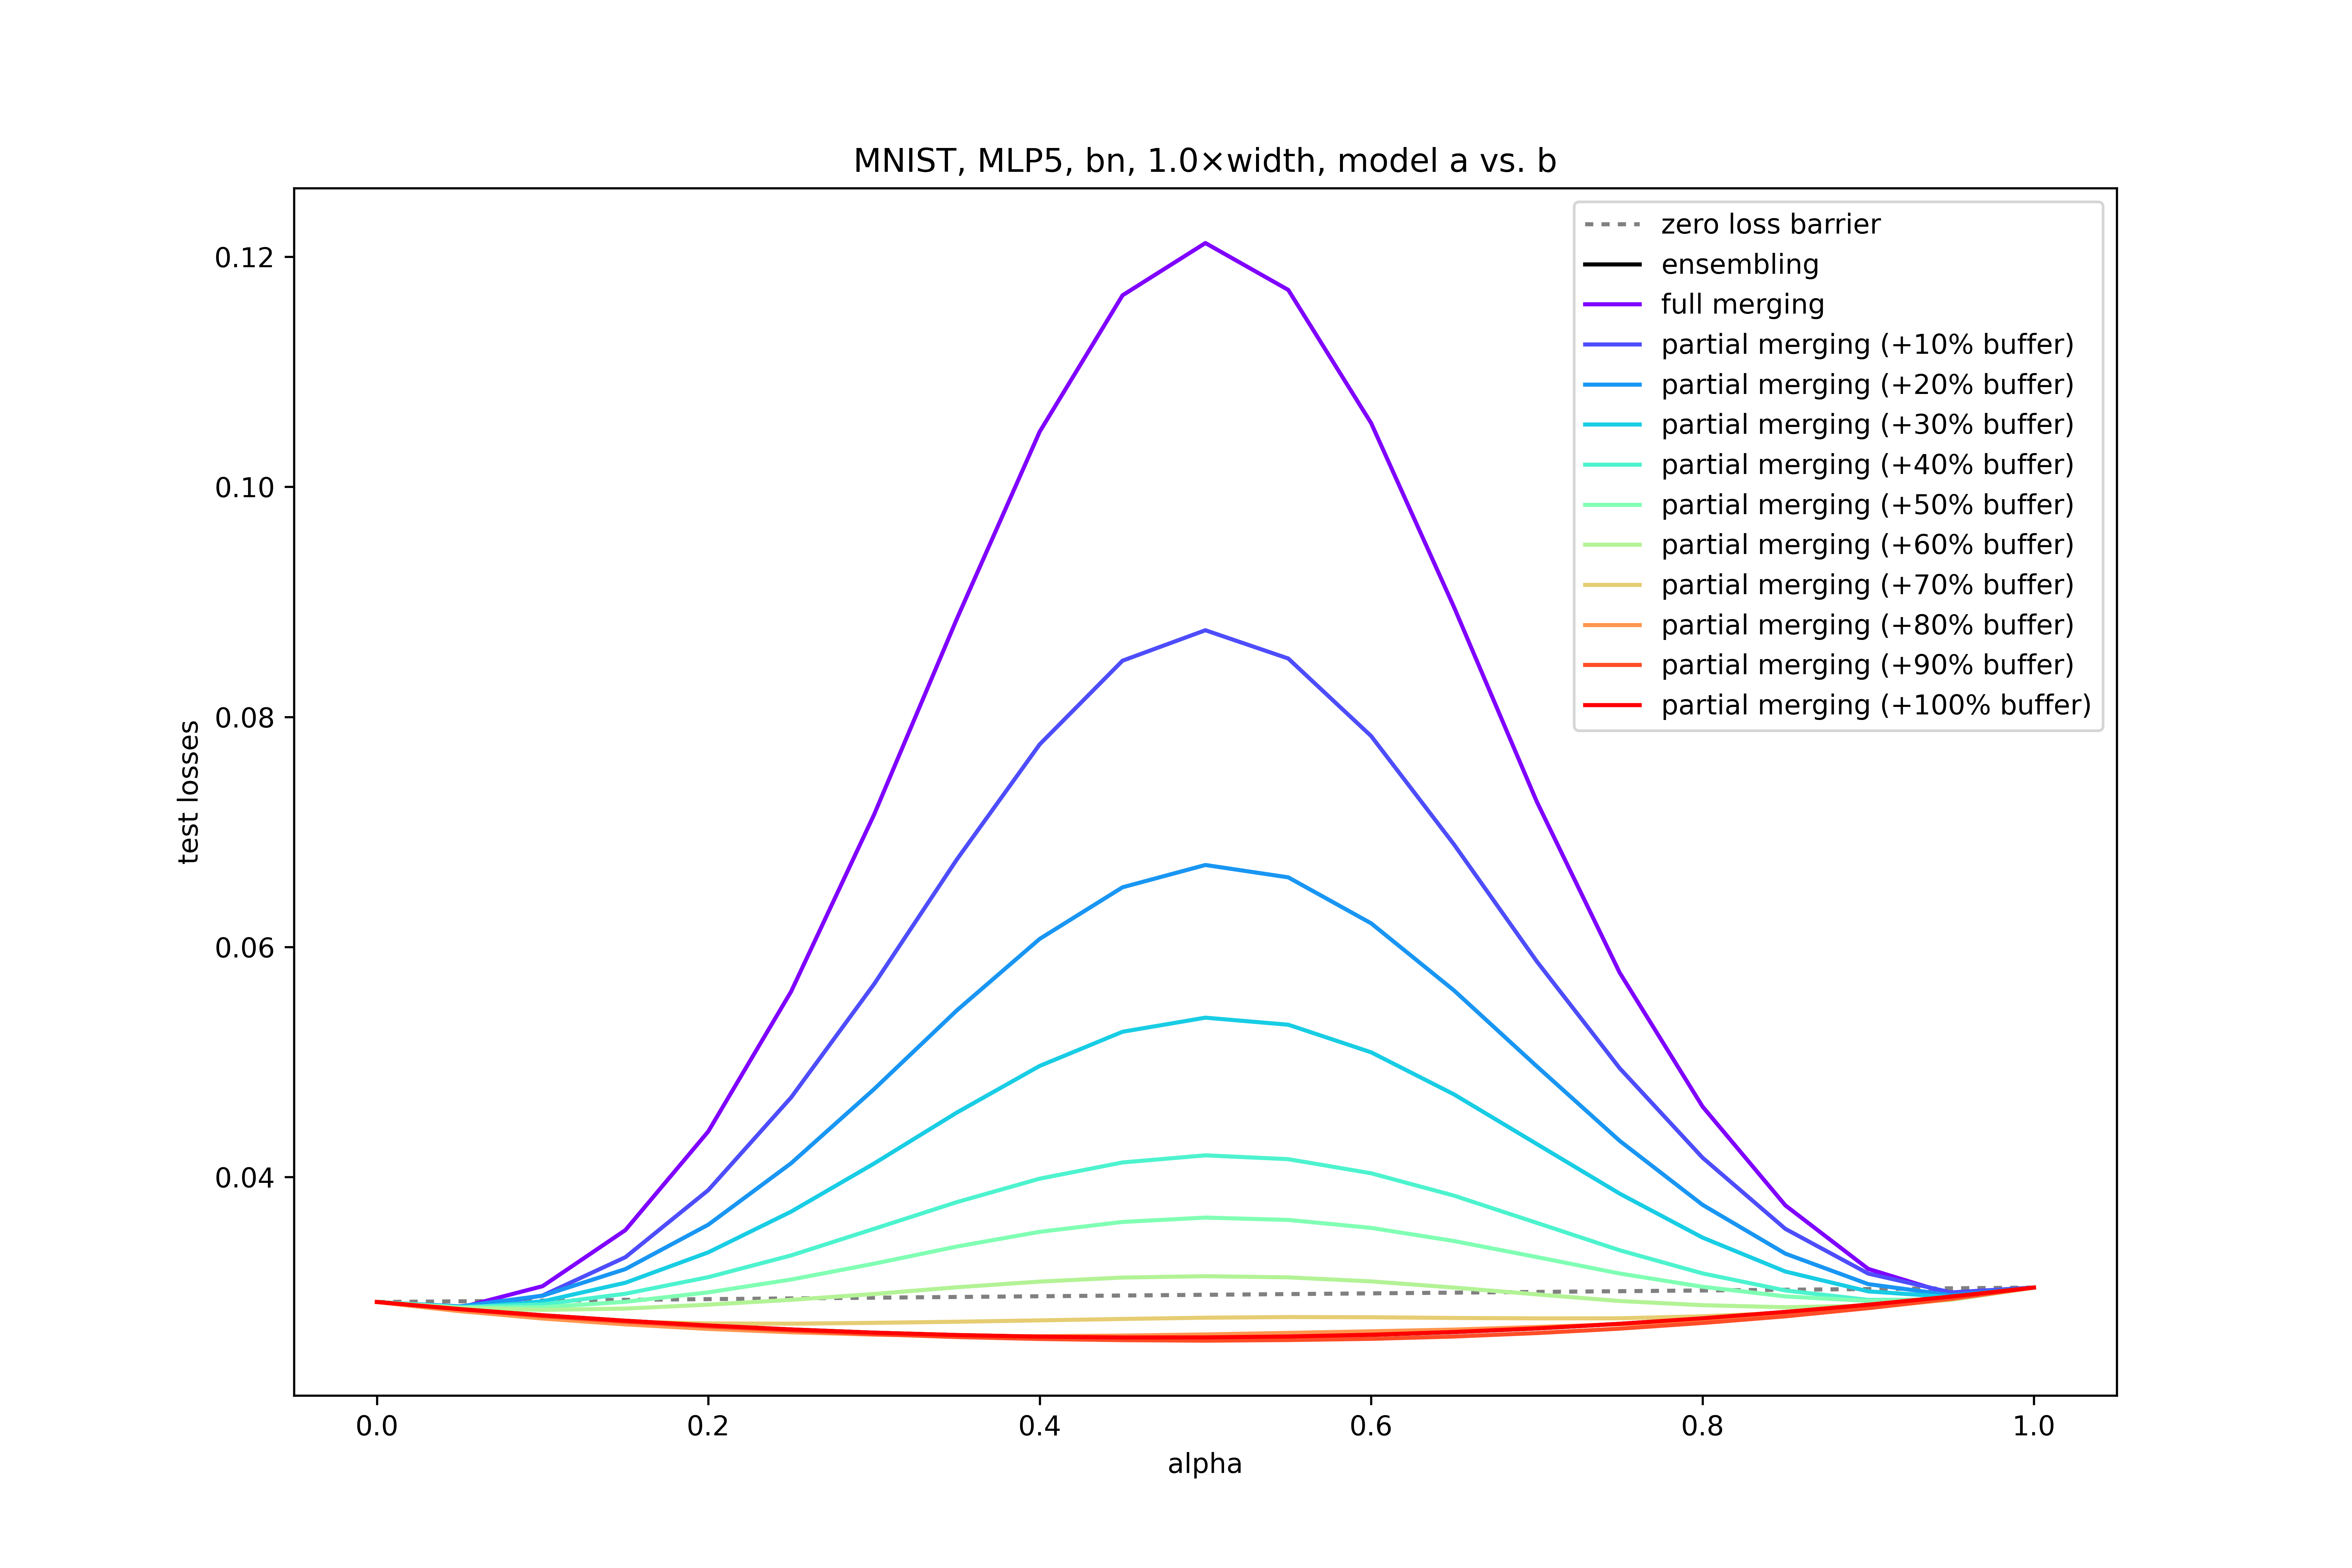 MNIST, MLP5, bn, 1.0×width, model a vs. b
zero loss barrier
ensembling
full merging
partial merging (+10% buffer)
partial merging (+20% buffer)
partial merging (+30% buffer)
partial merging (+40% buffer)
partial merging (+50% buffer)
partial merging (+60% buffer)
partial merging (+70% buffer)
partial merging (+80% buffer)
partial merging (+90% buffer)
partial merging (+100% buffer)
test losses
0.12
0.10
0.08
0.06
0.04
0.0 0.2 0.4 0.6 0.8 1.0
alpha